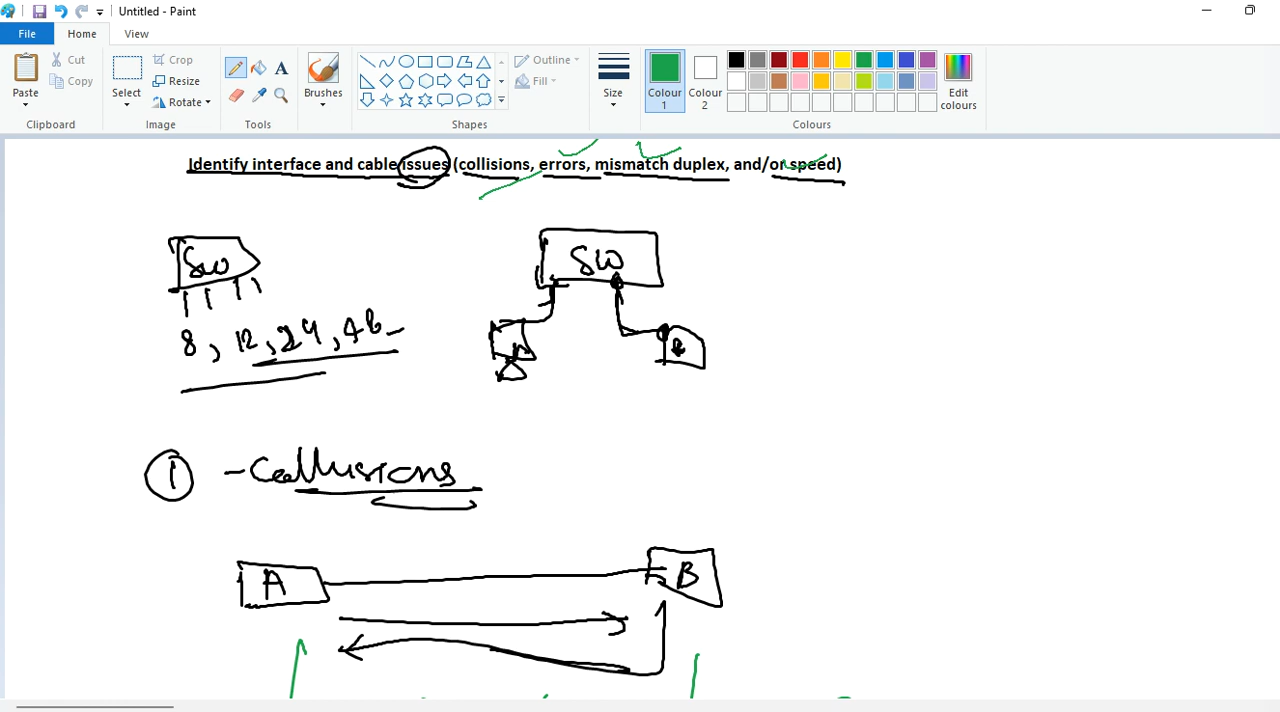 Untitled - Paint
File Home View
Paste Cut Copy Select Crop Resize Rotate Brushes Outline Fill Size Colour 1 Colour 2 Edit colours
Clipboard Image Tools Shapes Colours
Identify interface and cable issues (collisions, errors, mismatch duplex, and/or speed)
SW SW
8, 12, 24, 48
R
1 - Collusions
A B